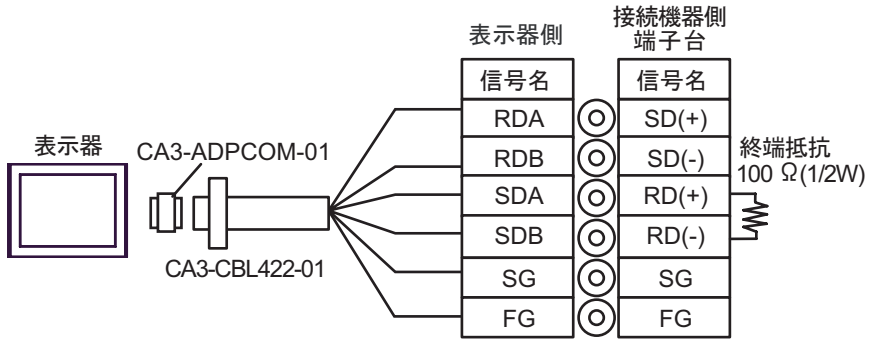 表示器側
接続機器側
端子台
信号名
信号名
RDA
SD(+)
RDB
SD(-)
SDA
RD(+)
SDB
RD(-)
SG
SG
FG
FG
表示器
CA3-ADPCOM-01
CA3-CBL422-01
終端抵抗
100 Ω(1/2W)